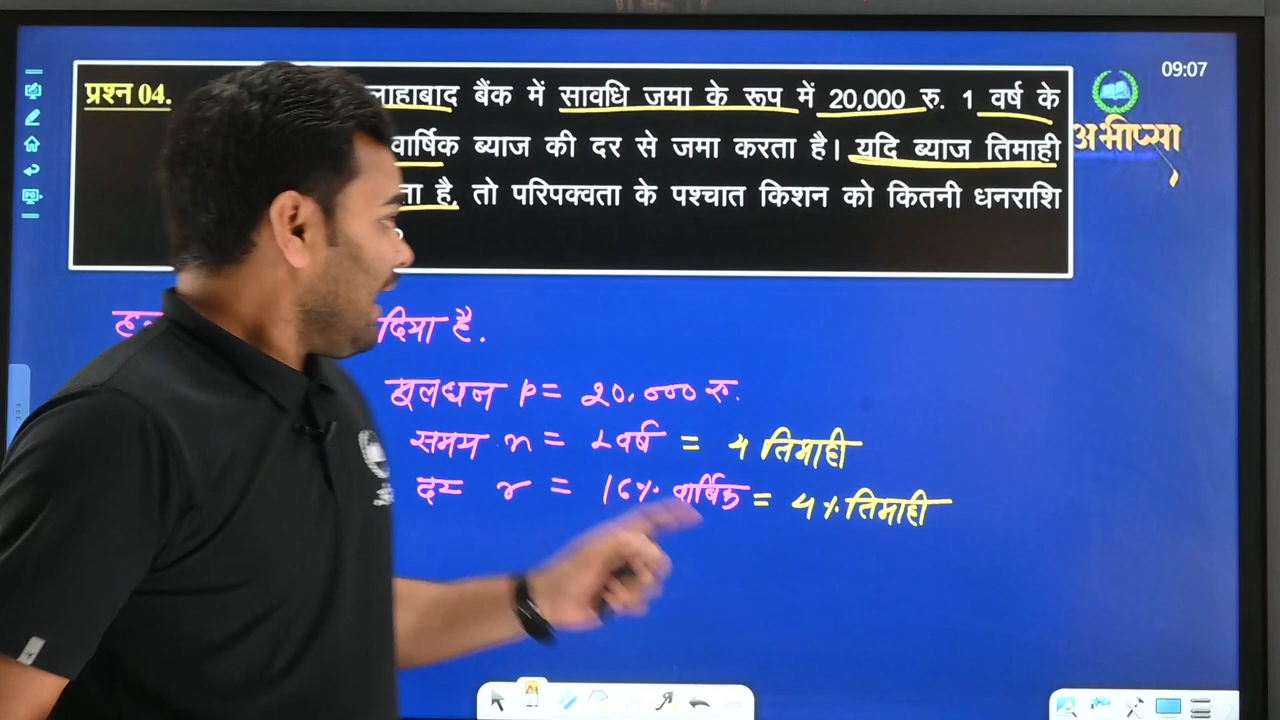 09:07
प्रश्न 04. लाहाबाद बैंक में सावधि जमा के रूप में 20,000 रु. 1 वर्ष के
वार्षिक ब्याज की दर से जमा करता है। यदि ब्याज तिमाही
ता है, तो परिपक्वता के पश्चात किशन को कितनी धनराशि
अभीप्सा
दिया है.
मूलधन P = 20,000 रु.
समय n = 1 वर्ष = 4 तिमाही
दर r = 16% वार्षिक = 4% तिमाही